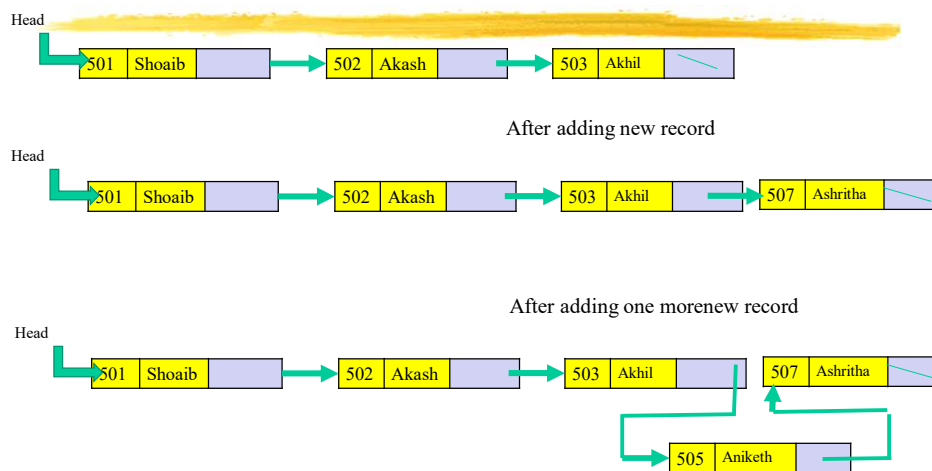 Head
501 Shoaib 502 Akash 503 Akhil
After adding new record
Head
501 Shoaib 502 Akash 503 Akhil 507 Ashritha
After adding one morenew record
Head
501 Shoaib 502 Akash 503 Akhil 507 Ashritha
505 Aniketh